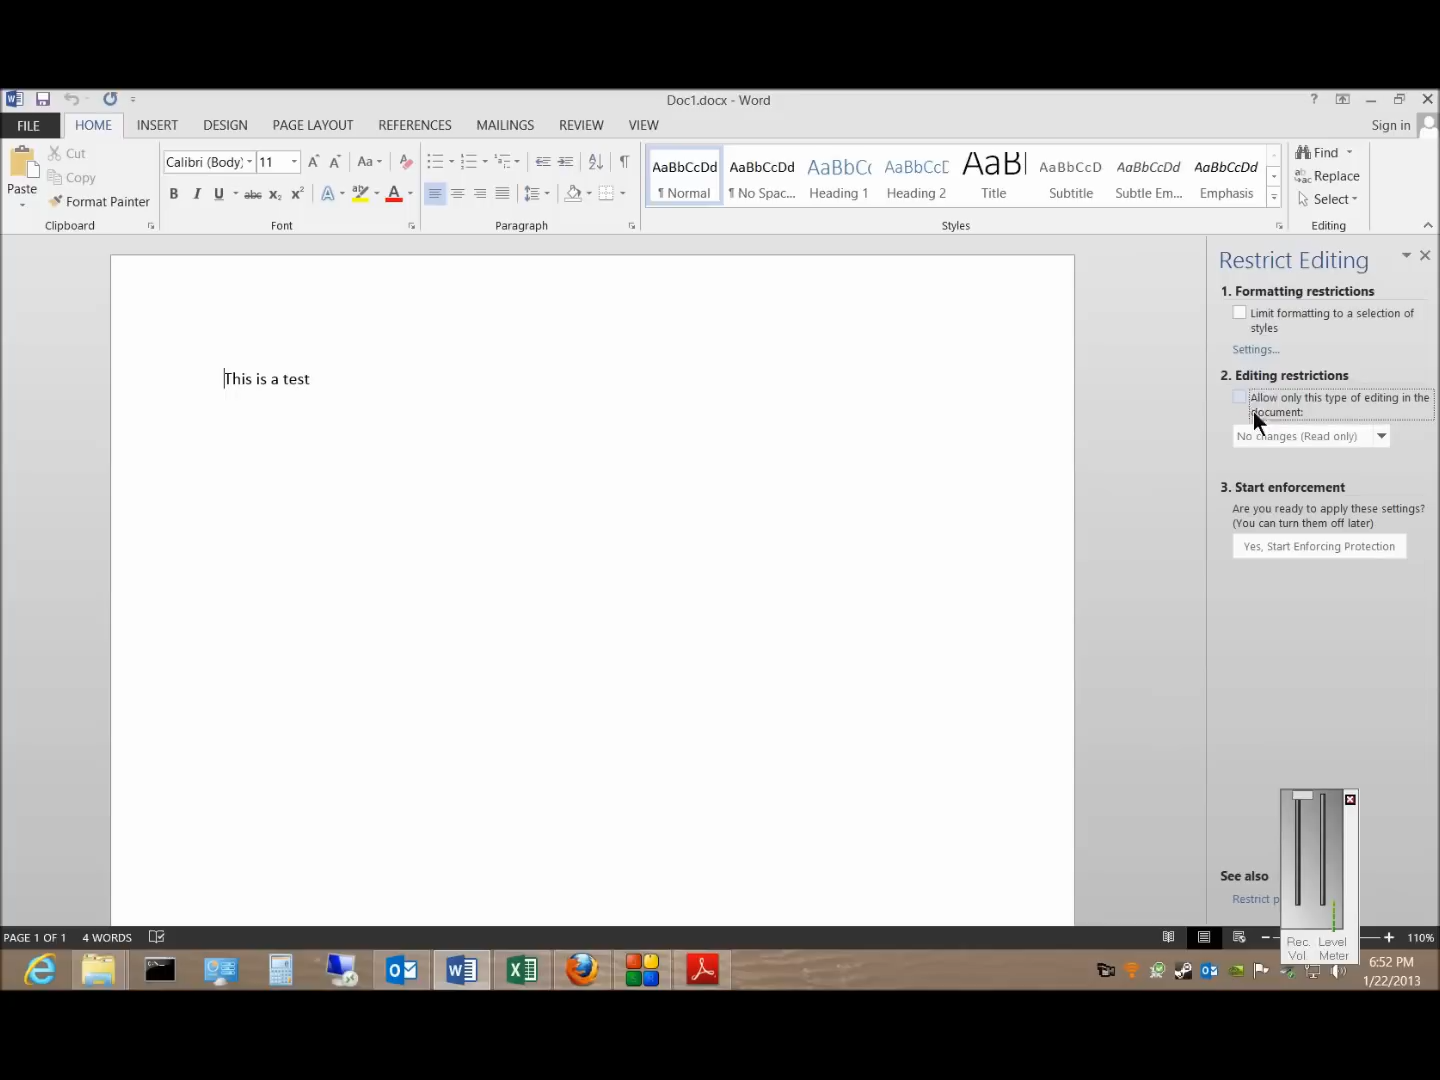 Doc1.docx - Word
?
FILE
HOME
INSERT
DESIGN
PAGE LAYOUT
REFERENCES
MAILINGS
REVIEW
VIEW
Sign in
Paste
Cut
Copy
Format Painter
Clipboard
Calibri (Body)
11
Aa
B I U abc x₂ x²
A
Font
Paragraph
AaBbCcDd
¶ Normal
AaBbCcDd
¶ No Spac...
AaBbC
Heading 1
AaBbCcD
Heading 2
AaB
Title
AaBbCcD
Subtitle
AaBbCcDd
Subtle Em...
AaBbCcDd
Emphasis
Styles
Find
Replace
Select
Editing
This is a test
Restrict Editing
1. Formatting restrictions
Limit formatting to a selection of
styles
Settings...
2. Editing restrictions
Allow only this type of editing in the
document:
No changes (Read only)
3. Start enforcement
Are you ready to apply these settings?
(You can turn them off later)
Yes, Start Enforcing Protection
See also
Restrict p
Rec. Level
Vol. Meter
PAGE 1 OF 1
4 WORDS
110%
6:52 PM
1/22/2013